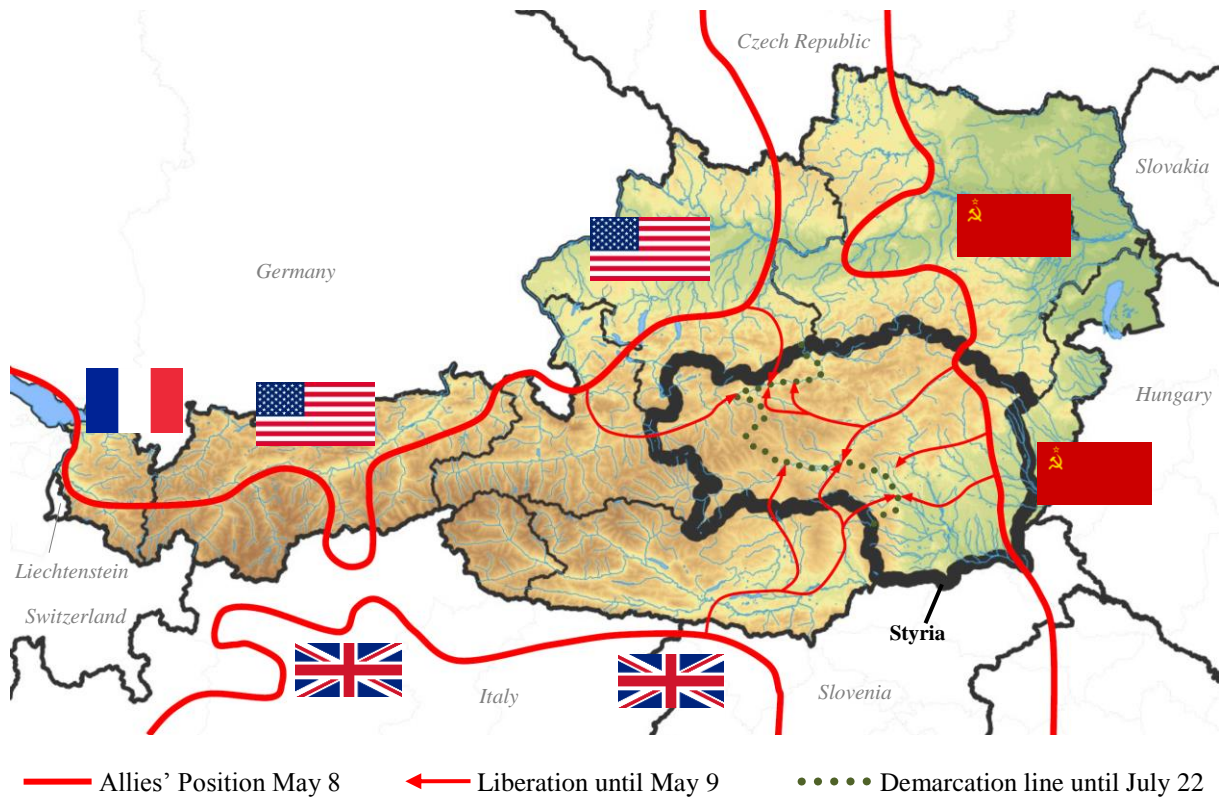 Czech Republic
Slovakia
Germany
Hungary
Liechtenstein
Switzerland
Styria
Italy
Slovenia
Allies' Position May 8
Liberation until May 9
Demarcation line until July 22